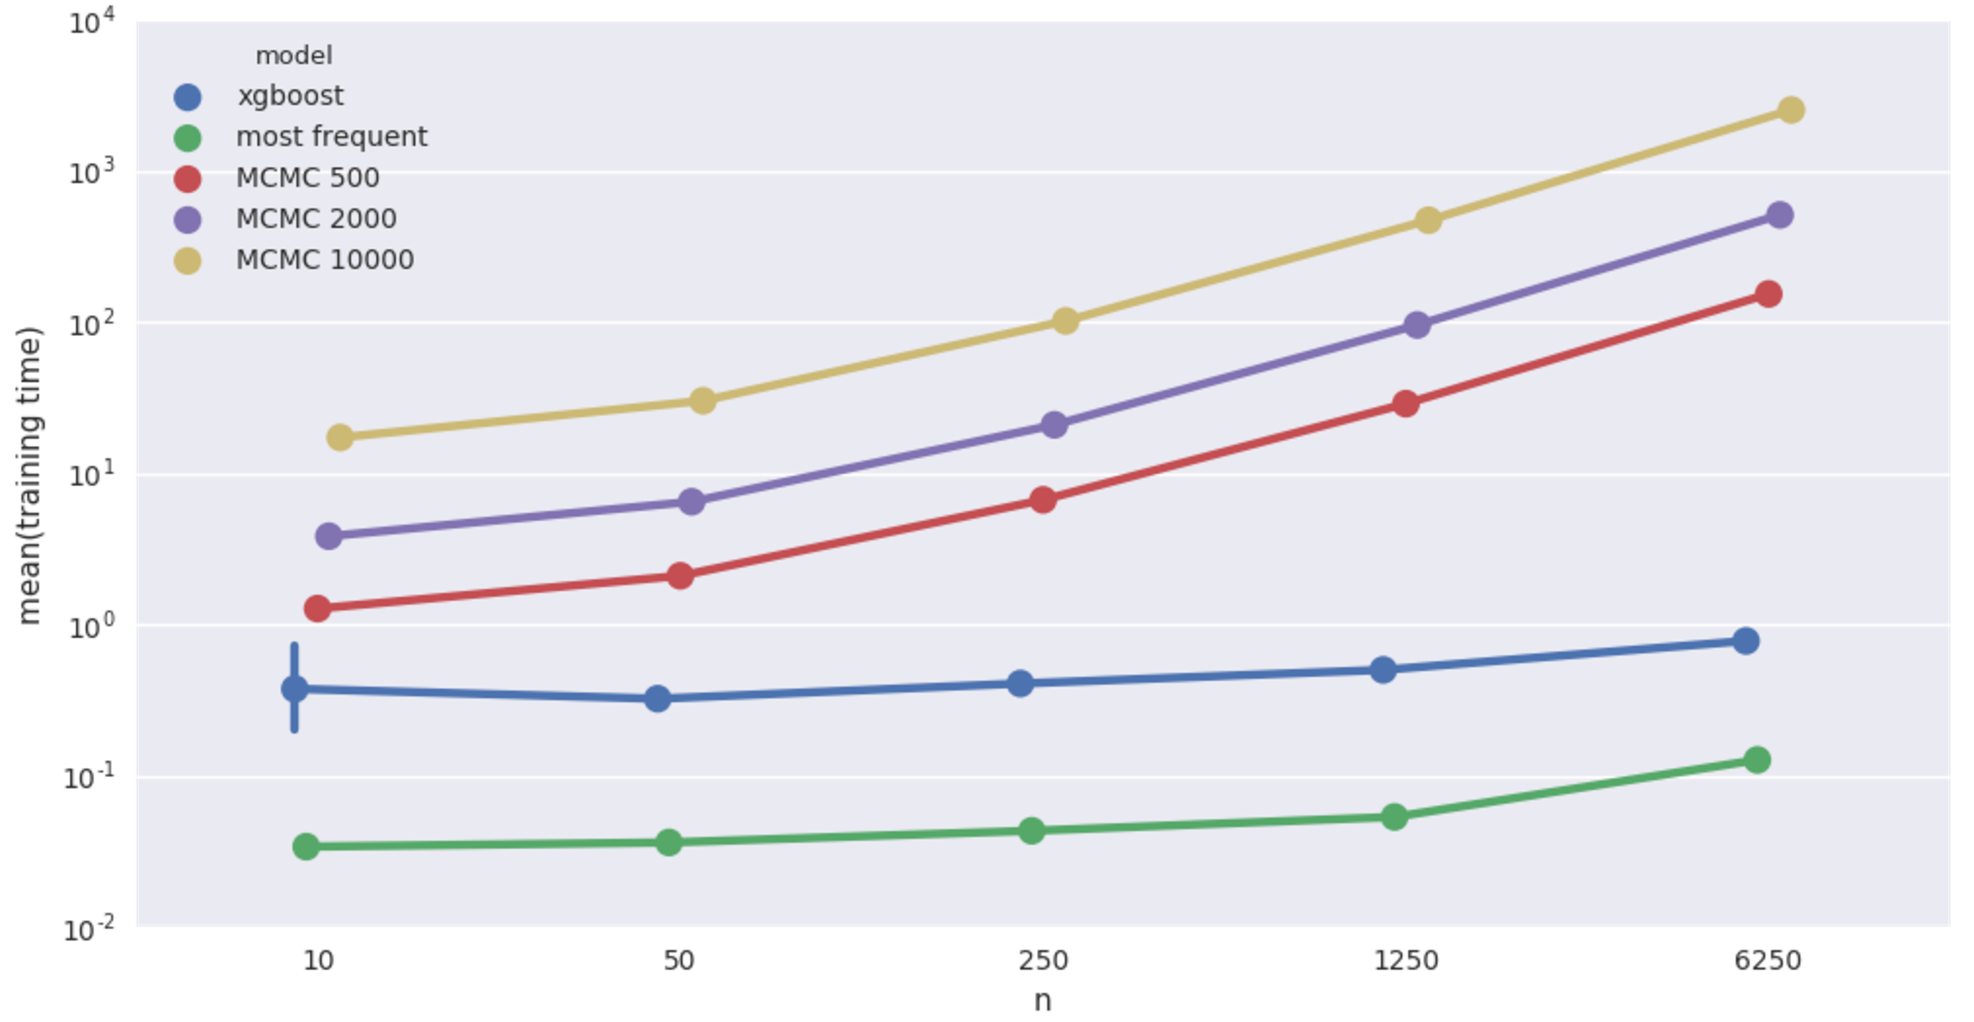 mean(training time)
10^4
10^3
10^2
10^1
10^0
10^-1
10^-2
model
xgboost
most frequent
MCMC 500
MCMC 2000
MCMC 10000
10 50 250 1250 6250
n